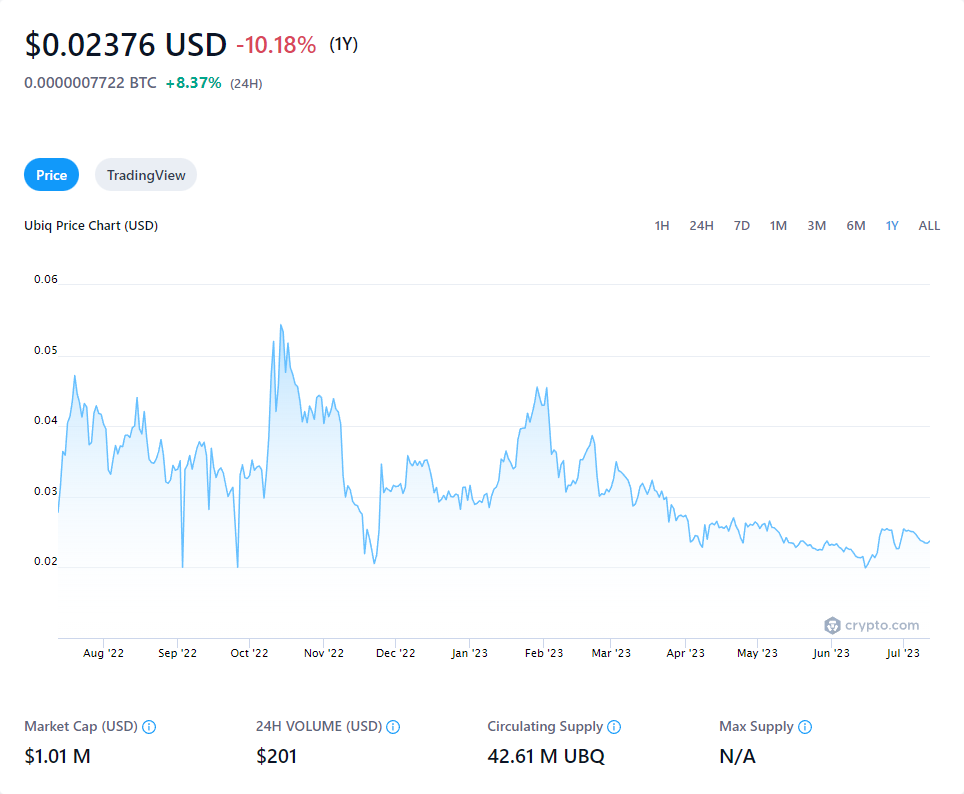 $0.02376 USD -10.18% (1Y)
0.0000007722 BTC +8.37% (24H)
Price TradingView
Ubiq Price Chart (USD) 1H 24H 7D 1M 3M 6M 1Y ALL
0.06
0.05
0.04
0.03
0.02
crypto.com
Aug '22 Sep '22 Oct '22 Nov '22 Dec '22 Jan '23 Feb '23 Mar '23 Apr '23 May '23 Jun '23 Jul '23
Market Cap (USD) 24H VOLUME (USD) Circulating Supply Max Supply
$1.01 M $201 42.61 M UBQ N/A